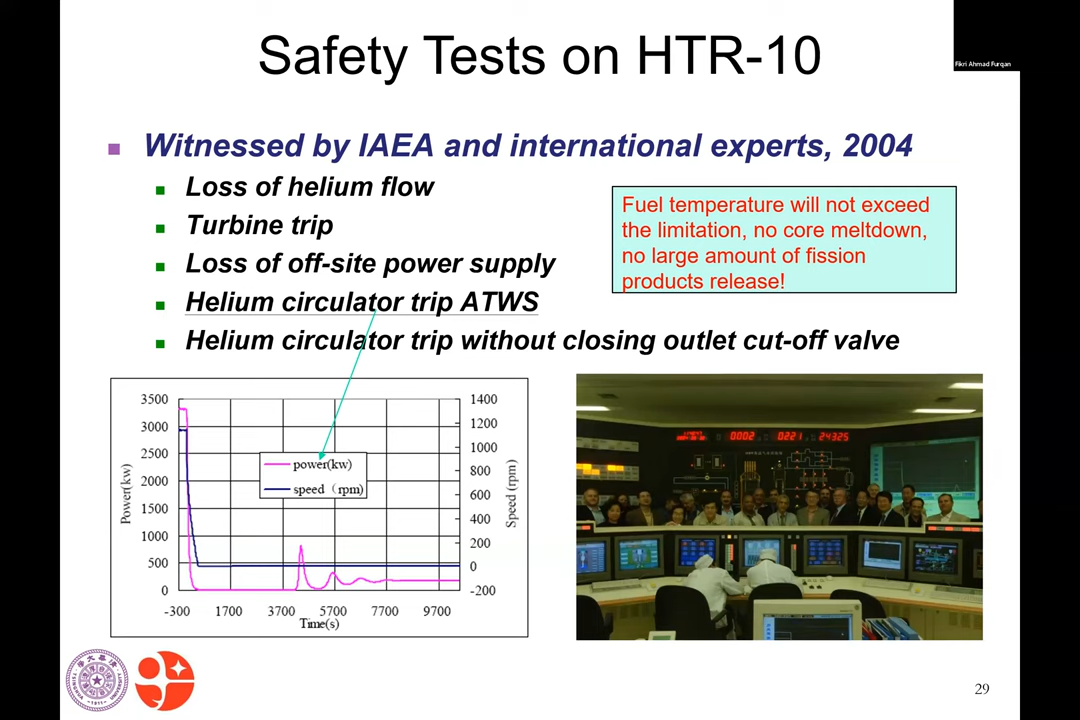 Safety Tests on HTR-10
Fikri Ahmad Furqan
Witnessed by IAEA and international experts, 2004
Loss of helium flow
Turbine trip
Loss of off-site power supply
Helium circulator trip ATWS
Helium circulator trip without closing outlet cut-off valve
Fuel temperature will not exceed
the limitation, no core meltdown,
no large amount of fission
products release!
3500
3000
2500
2000
1500
1000
500
0
Power(kw)
1400
1200
1000
800
600
400
200
0
-200
Speed (rpm)
power(kw)
speed（rpm)
-300 1700 3700 5700 7700 9700
Time(s)
0002 0221 24325
1911
29